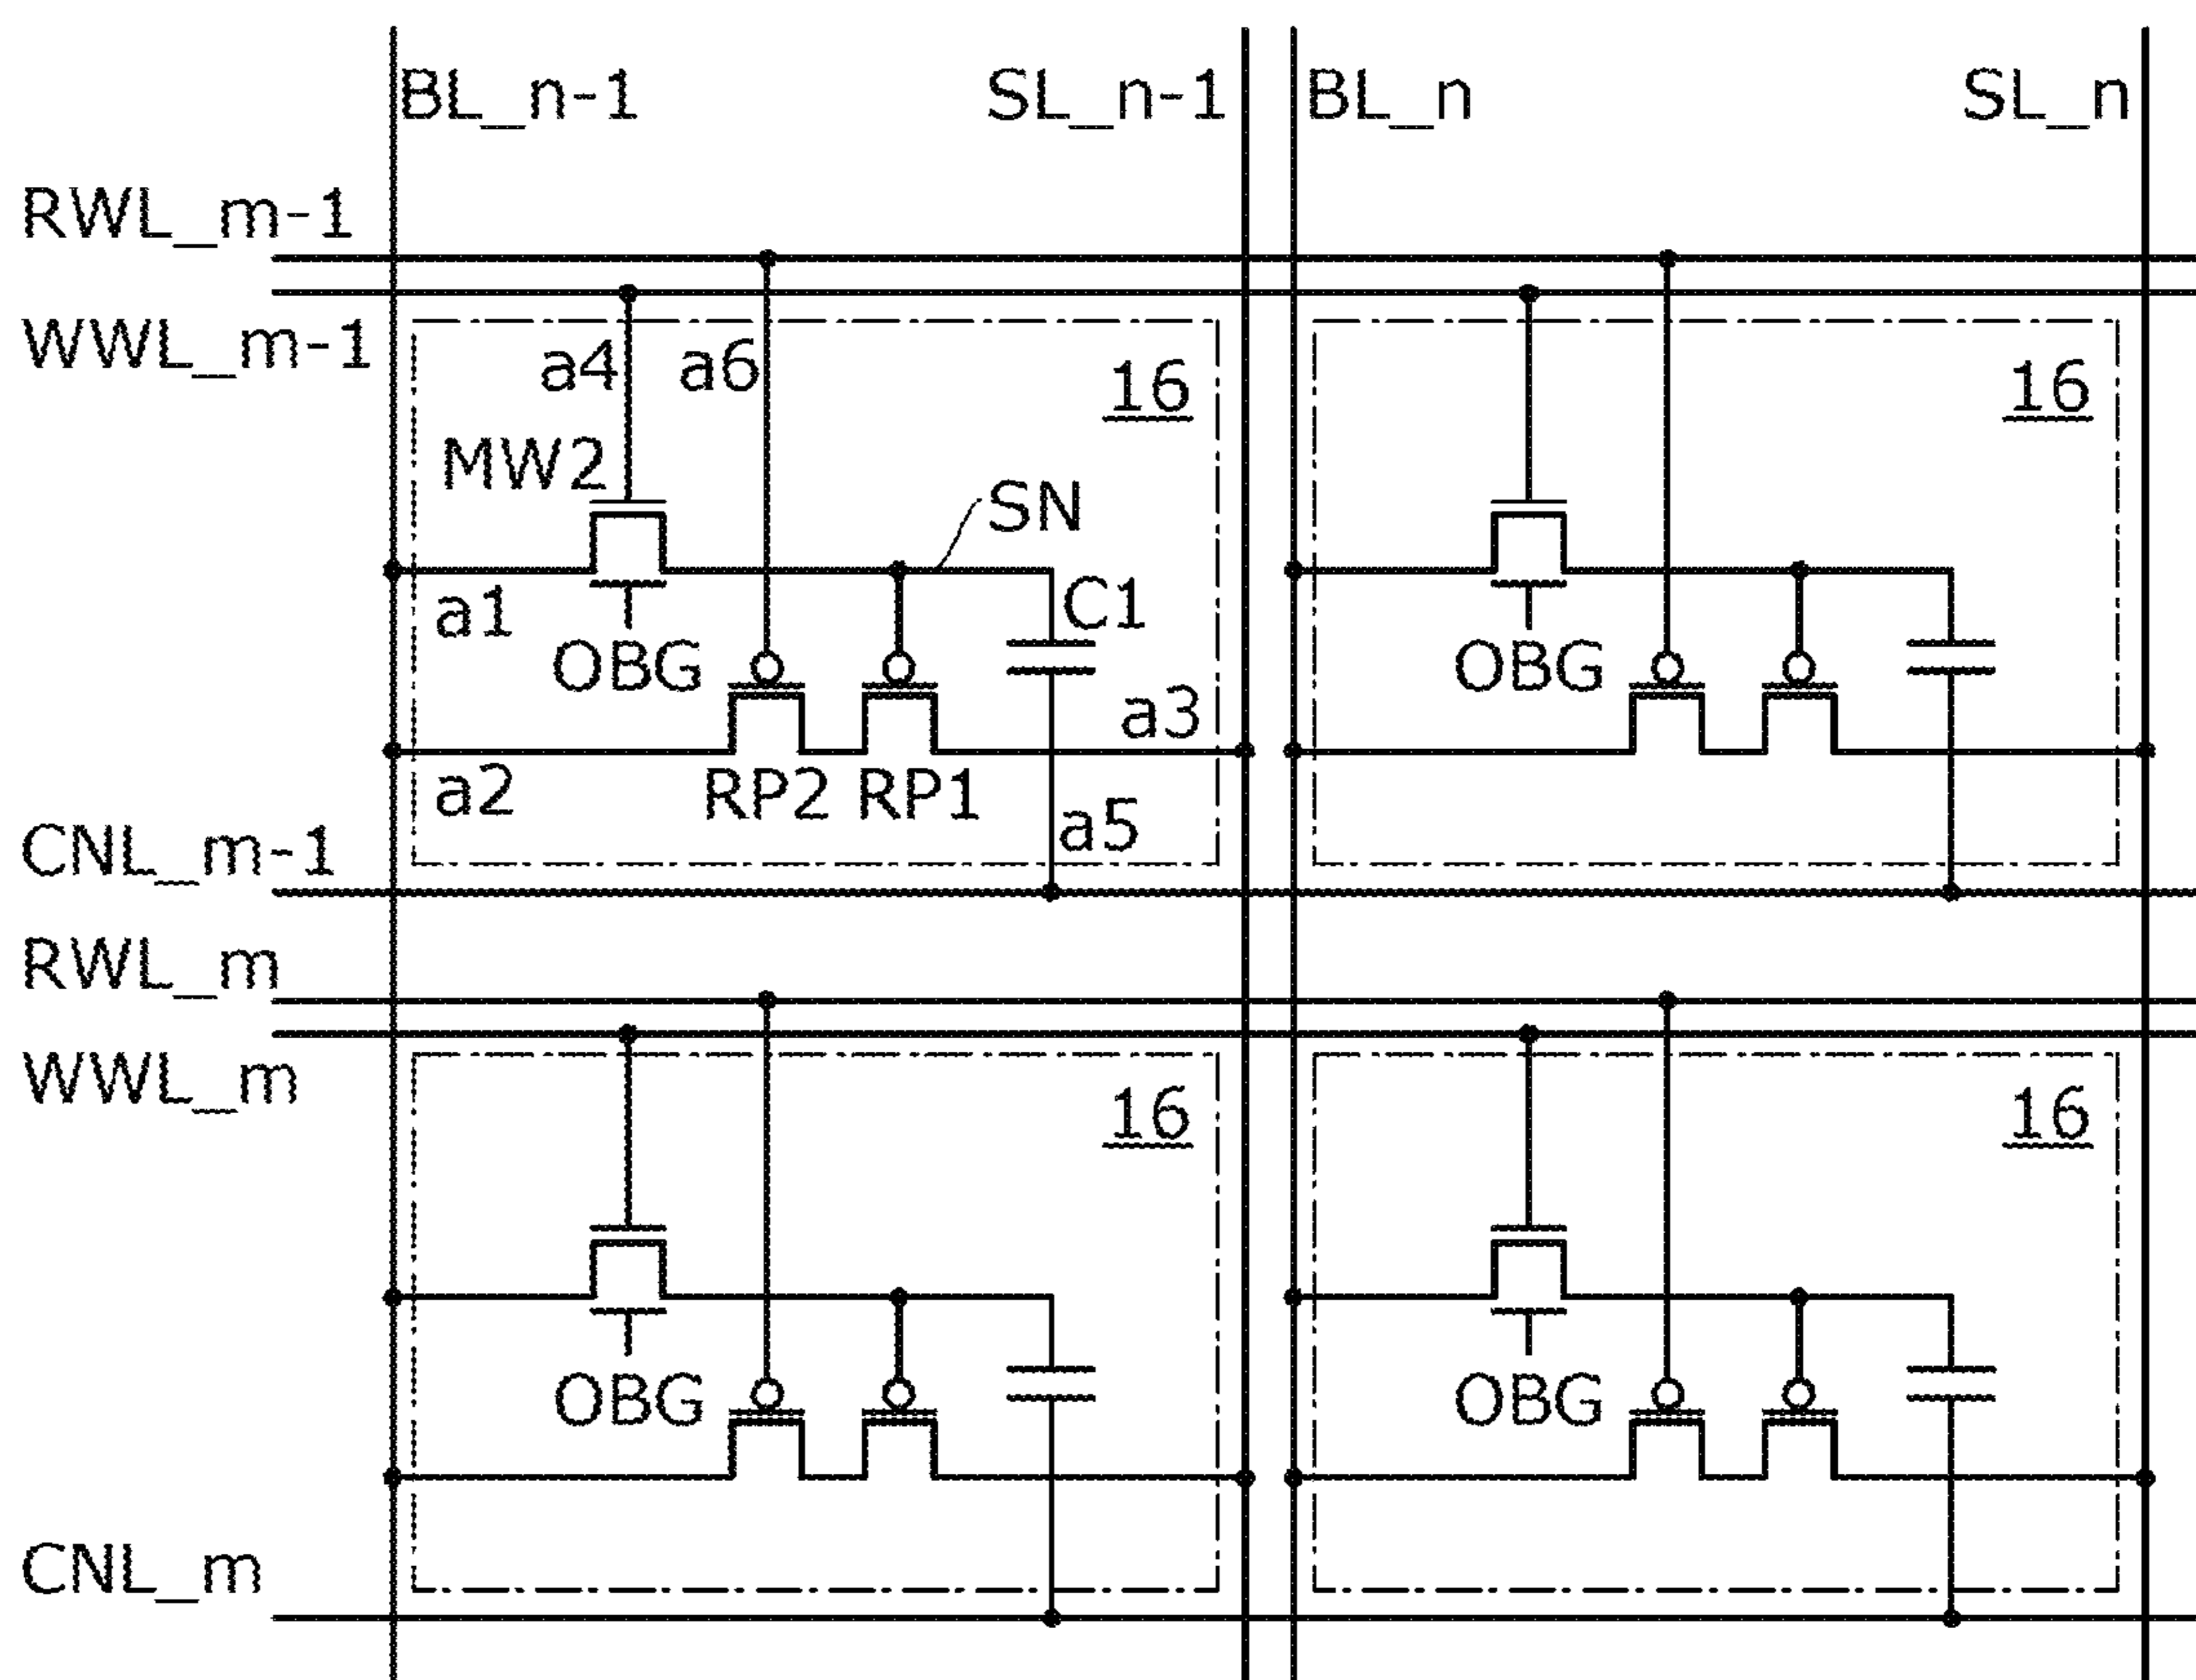 BL_n-1 SL_n-1 BL_n SL_n
RWL_m-1
WWL_m-1
a4 a6 16 16
MW2
SN
a1 C1
OBG OBG
a3
a2 RP2 RP1
a5
CNL_m-1
RWL_m
WWL_m
16 16
OBG OBG
CNL_m